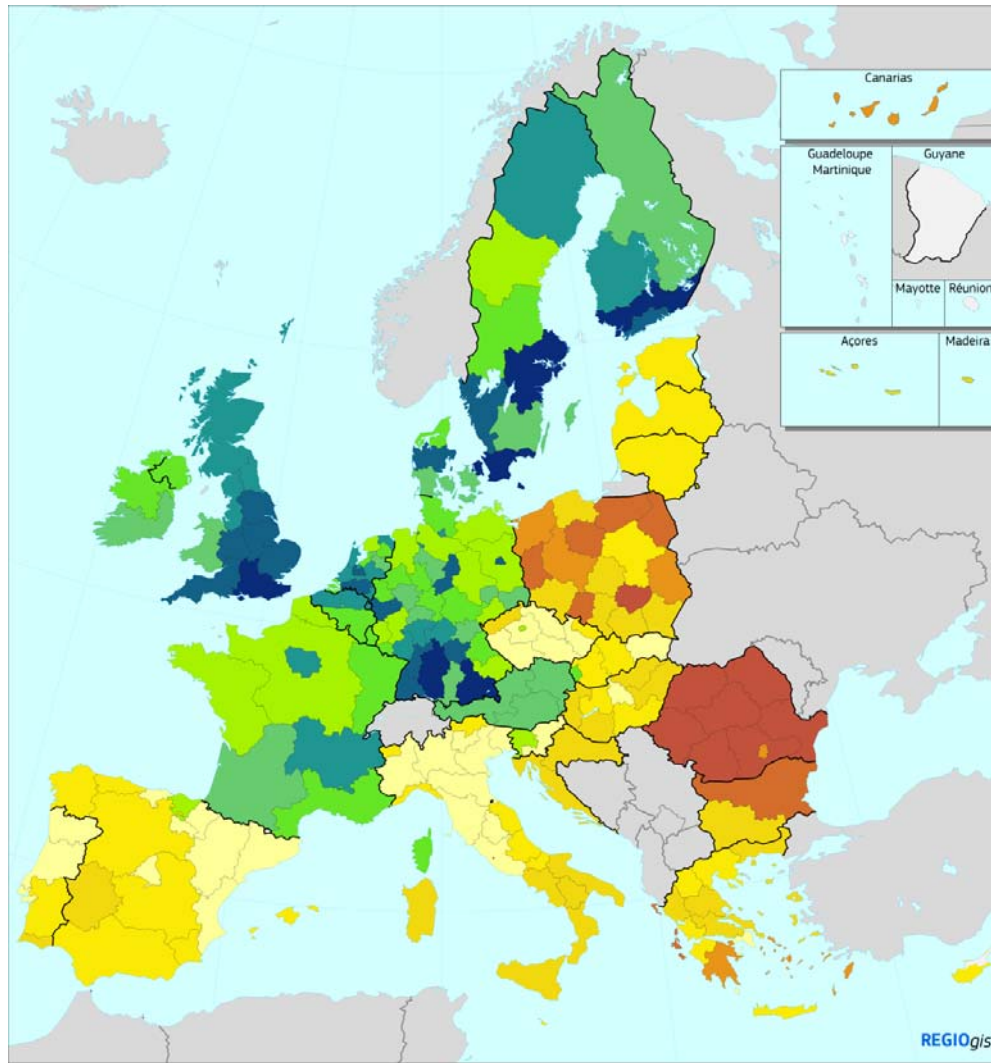 Canarias
Guadeloupe
Martinique
Guyane
Mayotte
Réunion
Açores
Madeira
REGIOgis